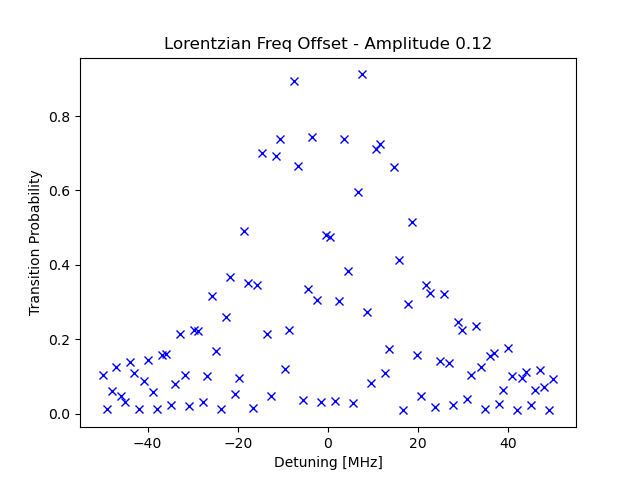 Lorentzian Freq Offset - Amplitude 0.12
Transition Probability
0.8
0.6
0.4
0.2
0.0
−40 −20 0 20 40
Detuning [MHz]